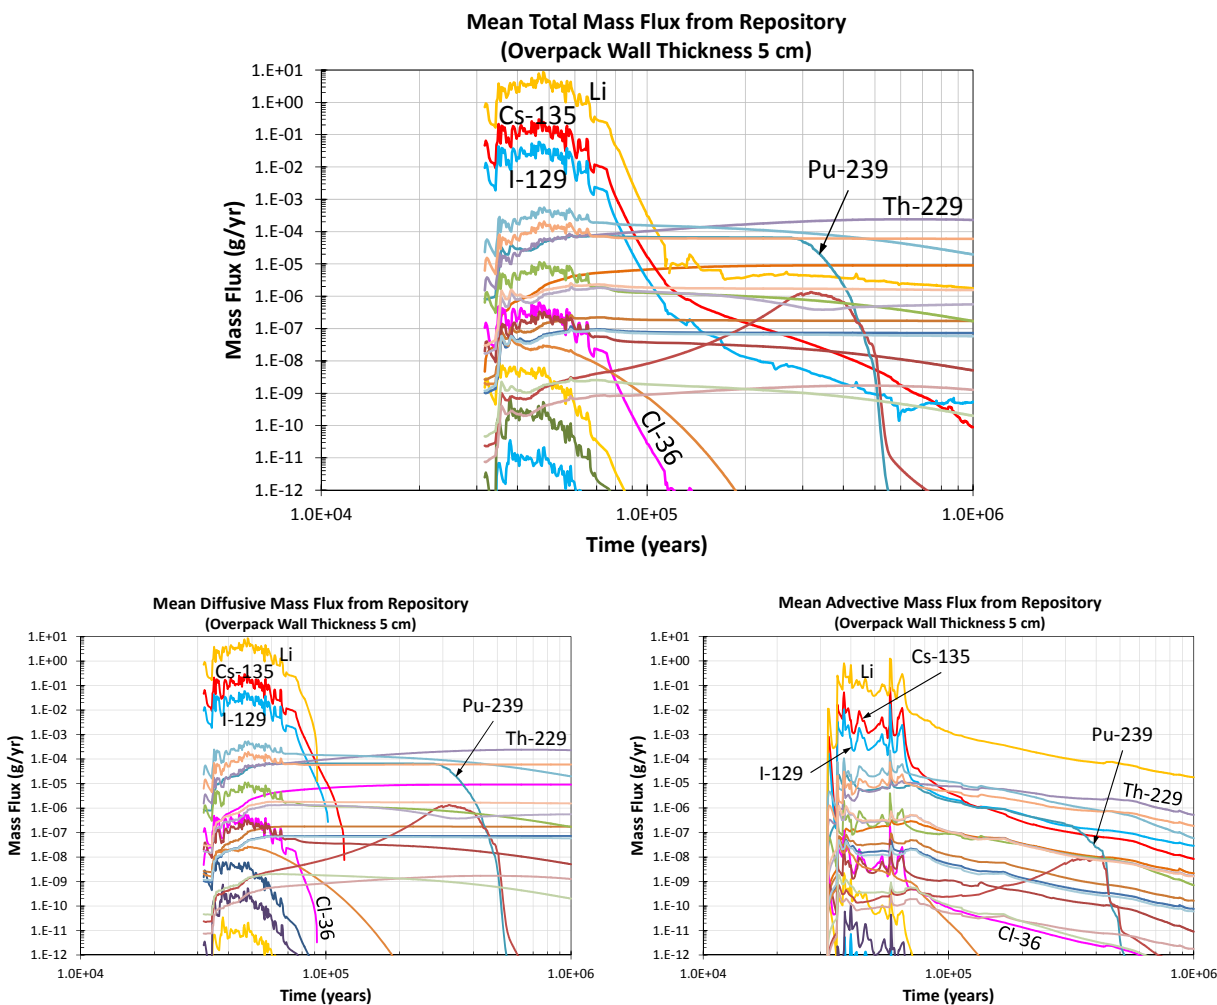 Mean Total Mass Flux from Repository
(Overpack Wall Thickness 5 cm)
Mass Flux (g/yr)
1.E+01
1.E+00
1.E-01
1.E-02
1.E-03
1.E-04
1.E-05
1.E-06
1.E-07
1.E-08
1.E-09
1.E-10
1.E-11
1.E-12
Li
Cs-135
I-129
Pu-239
Th-229
Cl-36
1.0E+04
1.0E+05
1.0E+06
Time (years)
Mean Diffusive Mass Flux from Repository
(Overpack Wall Thickness 5 cm)
Mass Flux (g/yr)
1.E+01
1.E+00
1.E-01
1.E-02
1.E-03
1.E-04
1.E-05
1.E-06
1.E-07
1.E-08
1.E-09
1.E-10
1.E-11
1.E-12
Li
Cs-135
I-129
Pu-239
Th-229
Cl-36
1.0E+04
1.0E+05
1.0E+06
Time (years)
Mean Advective Mass Flux from Repository
(Overpack Wall Thickness 5 cm)
Mass Flux (g/yr)
1.E+01
1.E+00
1.E-01
1.E-02
1.E-03
1.E-04
1.E-05
1.E-06
1.E-07
1.E-08
1.E-09
1.E-10
1.E-11
1.E-12
Cs-135
Li
Pu-239
I-129
Th-229
Cl-36
1.0E+04
1.0E+05
1.0E+06
Time (years)